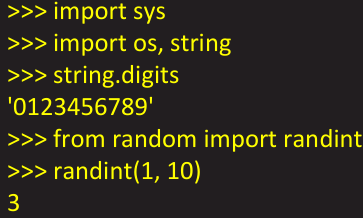 >>> import sys
>>> import os, string
>>> string.digits
'0123456789'
>>> from random import randint
>>> randint(1, 10)
3